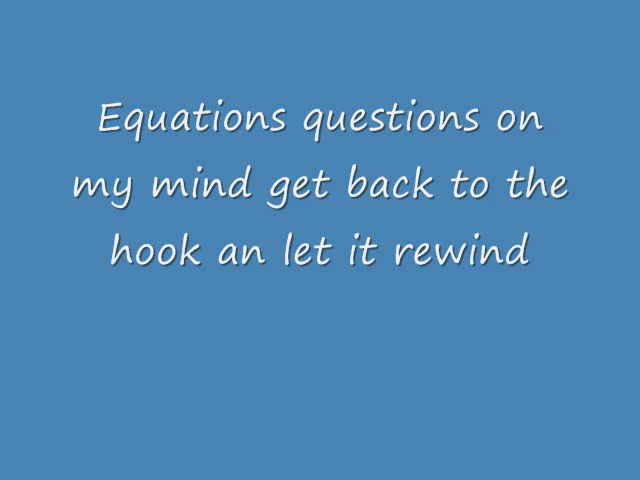 Equations questions on
my mind get back to the
hook an let it rewind